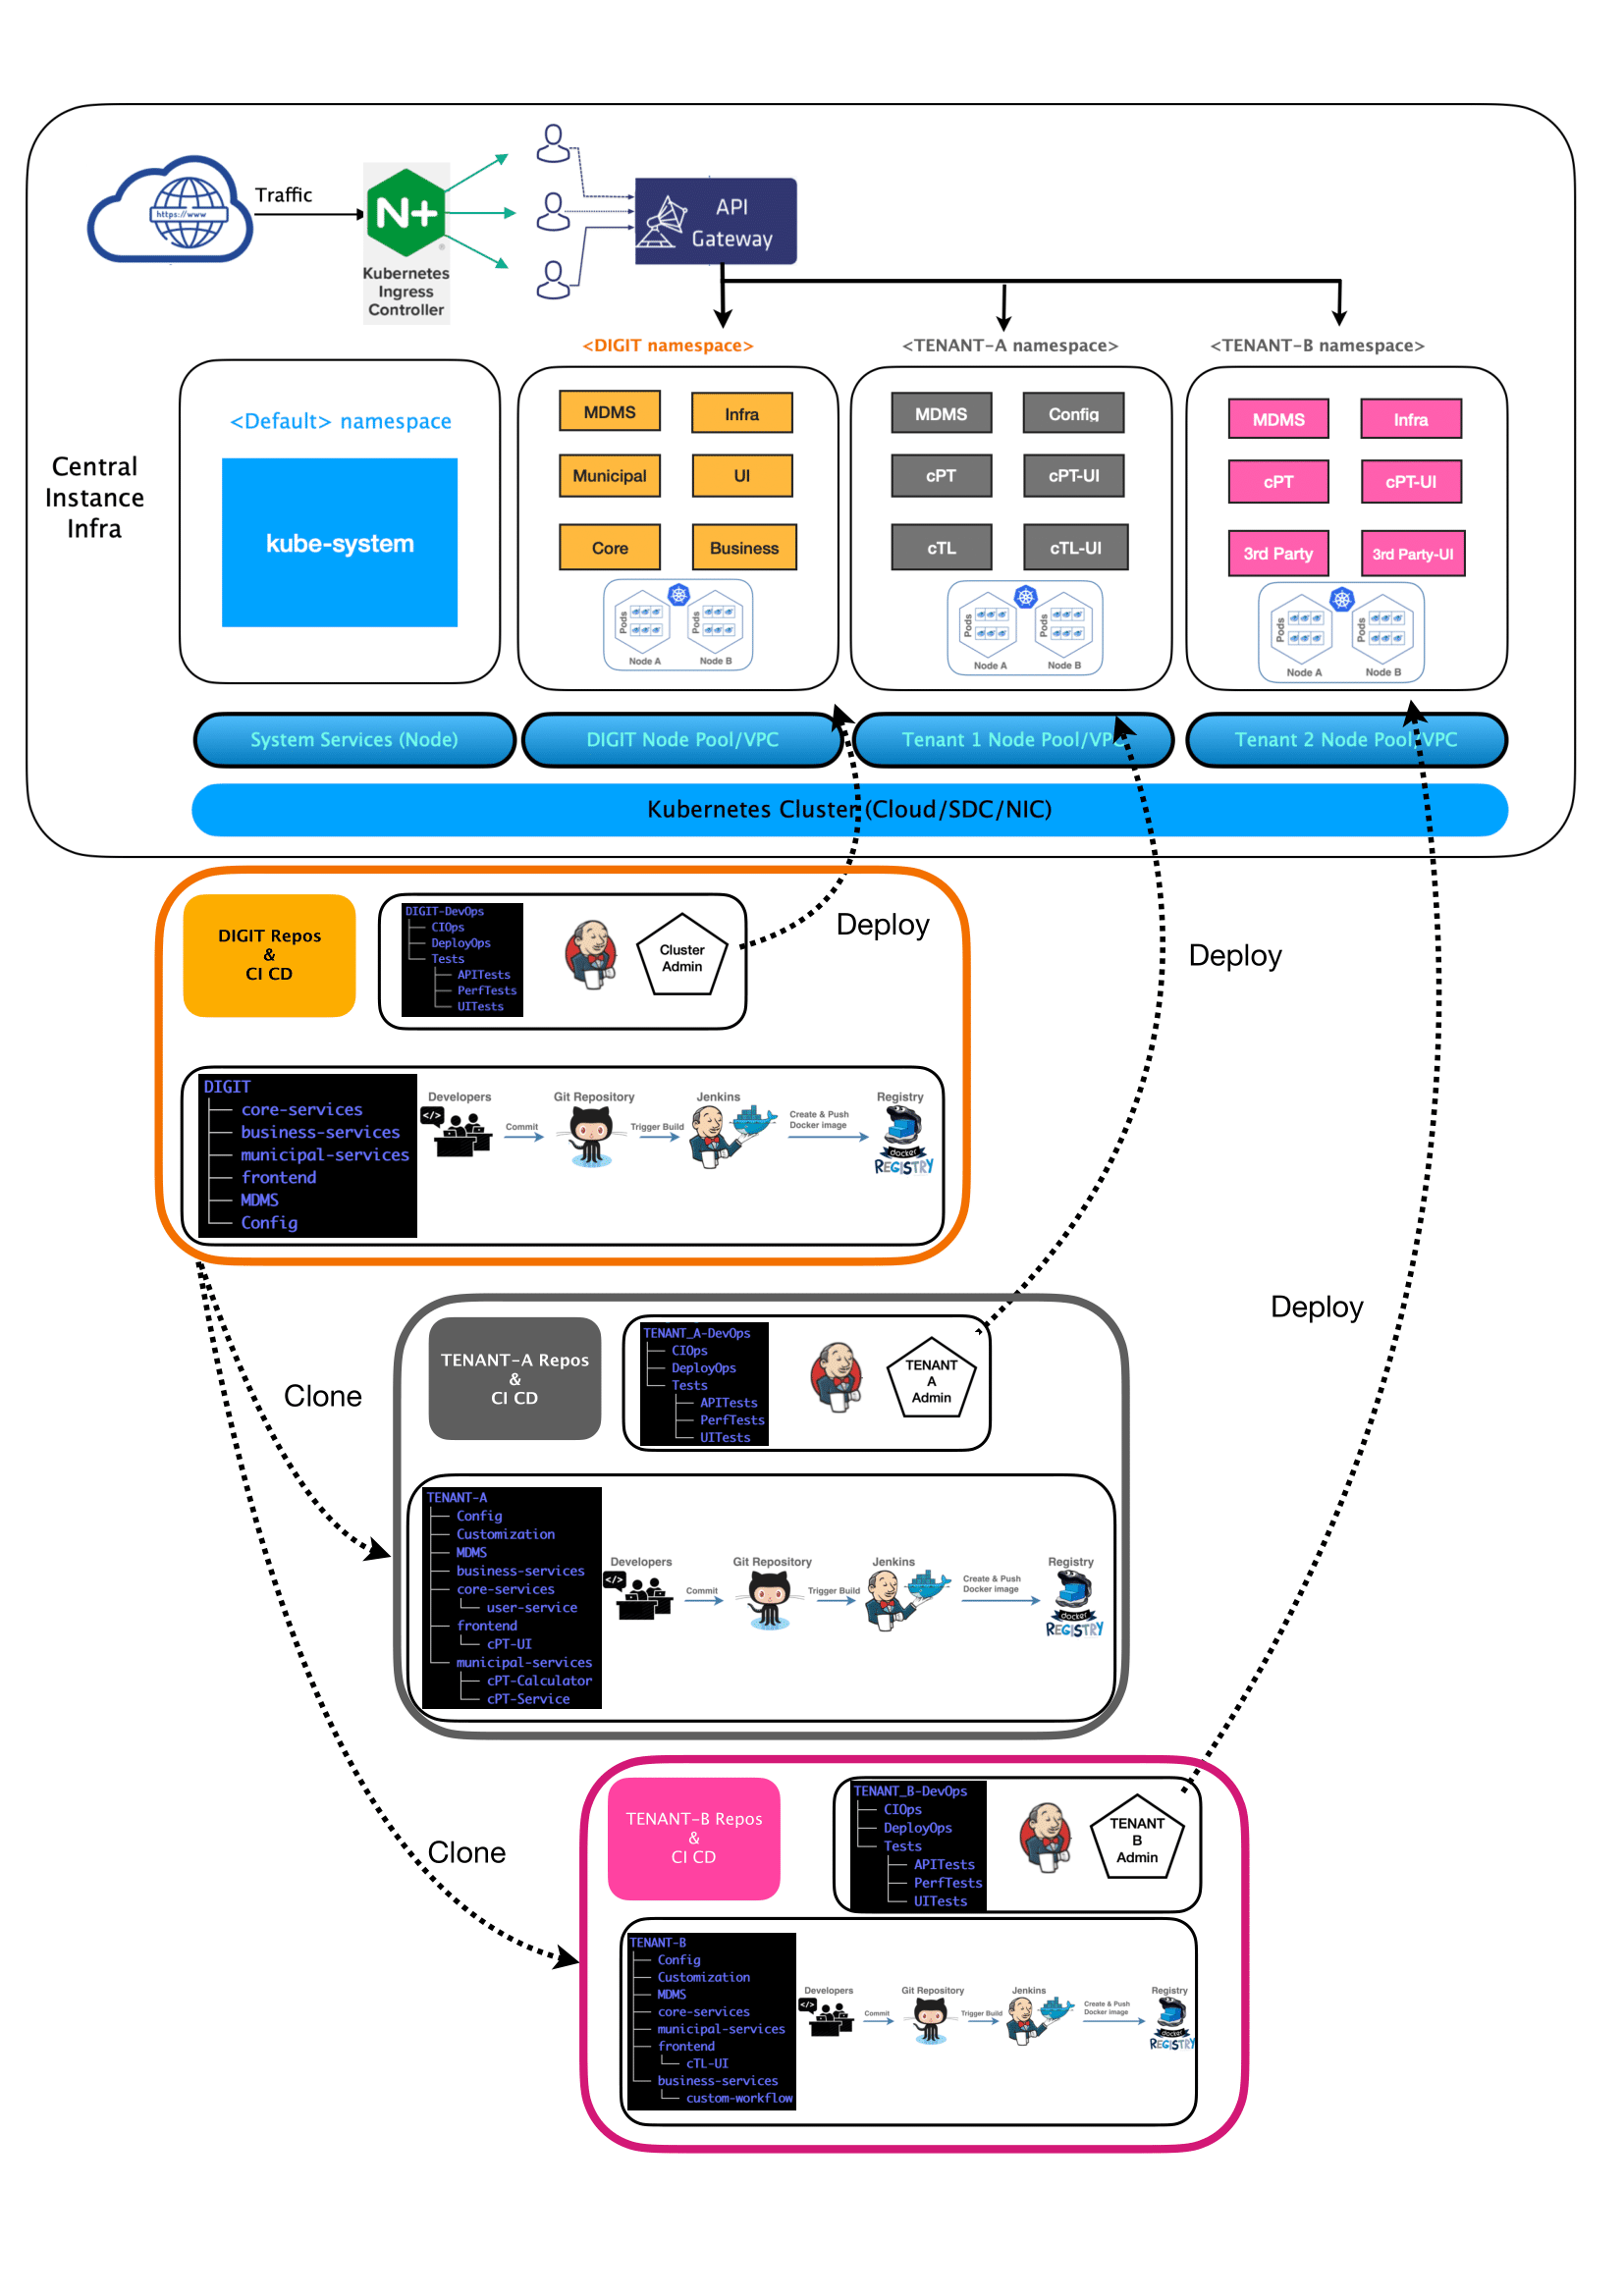 https://www
Traffic
N+
Kubernetes
Ingress
Controller
API
Gateway
<DIGIT namespace>
<TENANT-A namespace>
<TENANT-B namespace>
Central
Instance
Infra
<Default> namespace
kube-system
MDMS
Infra
Municipal
UI
Core
Business
Pods
Node A
Node B
MDMS
Config
cPT
cPT-UI
cTL
cTL-UI
Pods
Node A
Node B
MDMS
Infra
cPT
cPT-UI
3rd Party
3rd Party-UI
Pods
Node A
Node B
System Services (Node)
DIGIT Node Pool/VPC
Tenant 1 Node Pool/VPC
Tenant 2 Node Pool/VPC
Kubernetes Cluster (Cloud/SDC/NIC)
DIGIT Repos
&
CI CD
DIGIT-DevOps
CIOps
DeployOps
Tests
APITests
PerfTests
UITests
Cluster
Admin
Deploy
Deploy
Deploy
DIGIT
core-services
business-services
municipal-services
frontend
MDMS
Config
Developers
</>
Commit
Git Repository
Trigger Build
Jenkins
Create & Push
Docker image
Registry
docker
REGISTRY
Clone
TENANT-A Repos
&
CI CD
TENANT_A-DevOps
CIOps
DeployOps
Tests
APITests
PerfTests
UITests
TENANT
A
Admin
TENANT-A
Config
Customization
MDMS
business-services
core-services
user-service
frontend
cPT-UI
municipal-services
cPT-Calculator
cPT-Service
Developers
</>
Commit
Git Repository
Trigger Build
Jenkins
Create & Push
Docker image
Registry
docker
REGISTRY
Clone
TENANT-B Repos
&
CI CD
TENANT_B-DevOps
CIOps
DeployOps
Tests
APITests
PerfTests
UITests
TENANT
B
Admin
TENANT-B
Config
Customization
MDMS
core-services
municipal-services
frontend
cTL-UI
business-services
custom-workflow
Developers
</>
Commit
Git Repository
Trigger Build
Jenkins
Create & Push
Docker image
Registry
docker
REGISTRY